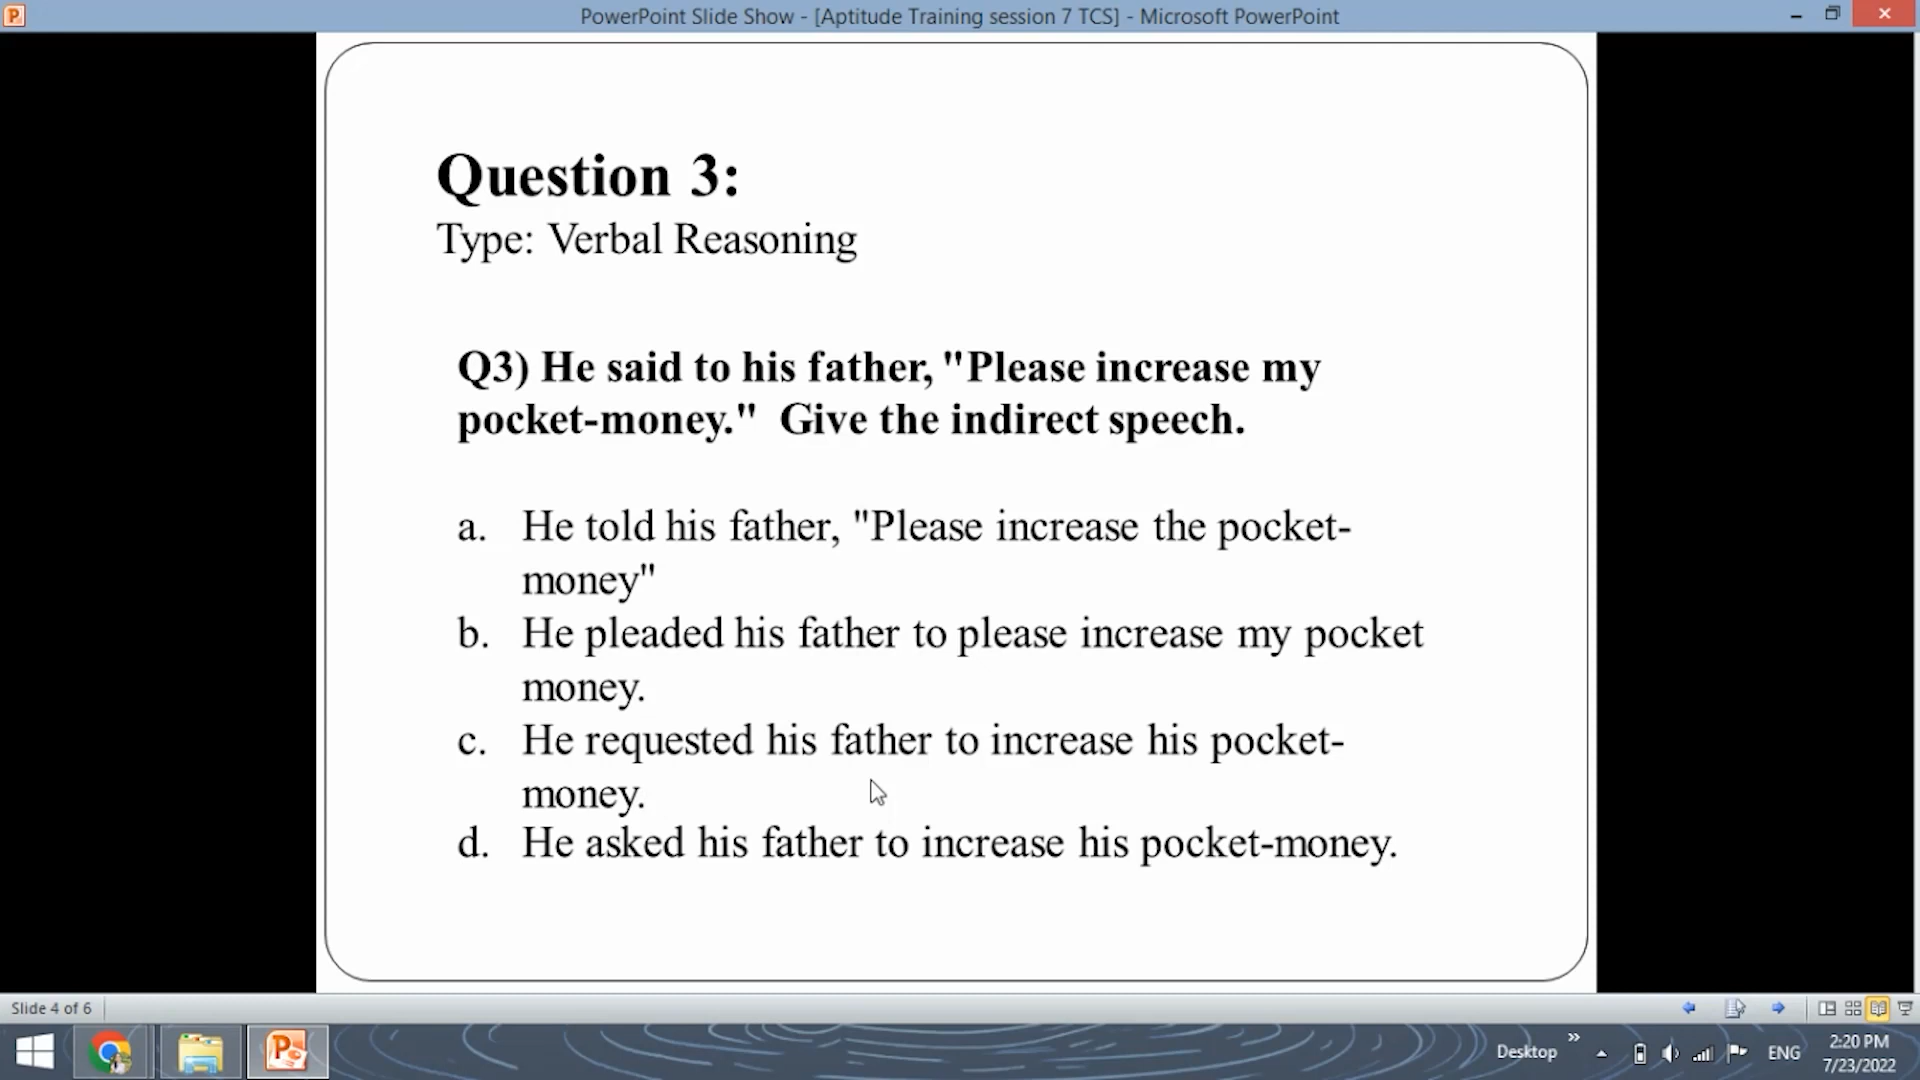 PowerPoint Slide Show - [Aptitude Training session 7 TCS] - Microsoft PowerPoint
Question 3:
Type: Verbal Reasoning
Q3) He said to his father, "Please increase my
pocket-money."  Give the indirect speech.
a. He told his father, "Please increase the pocket-
money"
b. He pleaded his father to please increase my pocket
money.
c. He requested his father to increase his pocket-
money.
d. He asked his father to increase his pocket-money.
Slide 4 of 6
Desktop
ENG
2:20 PM
7/23/2022